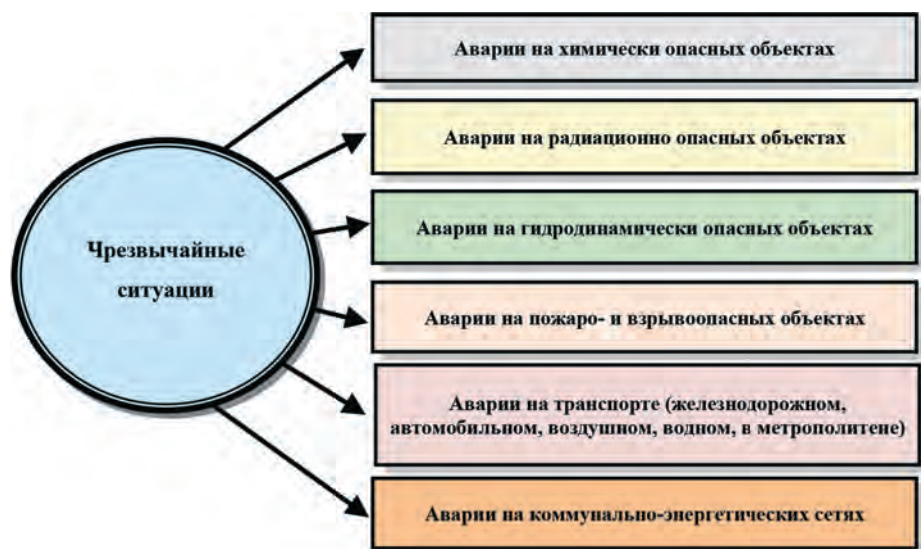 Чрезвычайные
ситуации
Аварии на химически опасных объектах
Аварии на радиационно опасных объектах
Аварии на гидродинамически опасных объектах
Аварии на пожаро- и взрывоопасных объектах
Аварии на транспорте (железнодорожном,
автомобильном, воздушном, водном, в метрополитене)
Аварии на коммунально-энергетических сетях